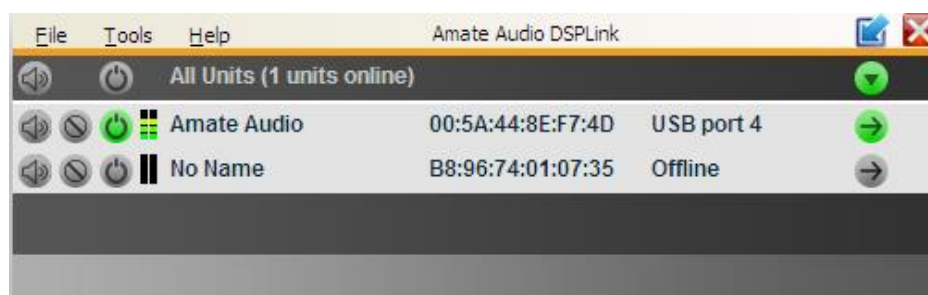 File Tools Help Amate Audio DSPLink
All Units (1 units online)
Amate Audio 00:5A:44:8E:F7:4D USB port 4
No Name B8:96:74:01:07:35 Offline